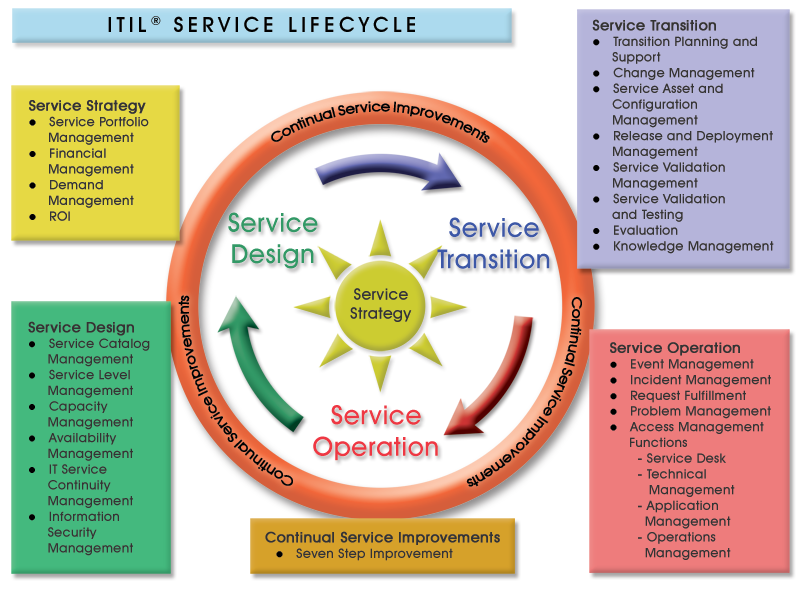 ITIL® SERVICE LIFECYCLE
Service Strategy
● Service Portfolio
Management
● Financial
Management
● Demand
Management
● ROI
Service Design
● Service Catalog
Management
● Service Level
Management
● Capacity
Management
● Availability
Management
● IT Service
Continuity
Management
● Information
Security
Management
Continual Service Improvements
Service
Design
Service
Transition
Service
Strategy
Service
Operation
Continual Service Improvements
Continual Service Improvements
Continual Service Improvements
● Seven Step Improvement
Service Transition
● Transition Planning and
Support
● Change Management
● Service Asset and
Configuration
Management
● Release and Deployment
Management
● Service Validation
Management
● Service Validation
and Testing
● Evaluation
● Knowledge Management
Service Operation
● Event Management
● Incident Management
● Request Fulfillment
● Problem Management
● Access Management
Functions
- Service Desk
- Technical
Management
- Application
Management
- Operations
Management